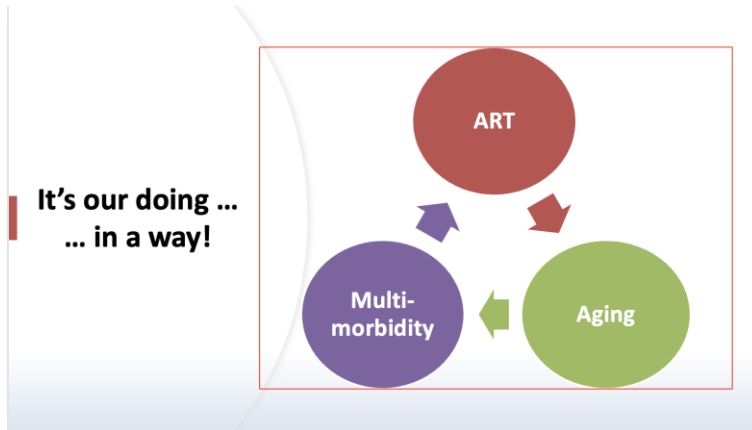 It's our doing …
… in a way!
ART
Multi-
morbidity
Aging